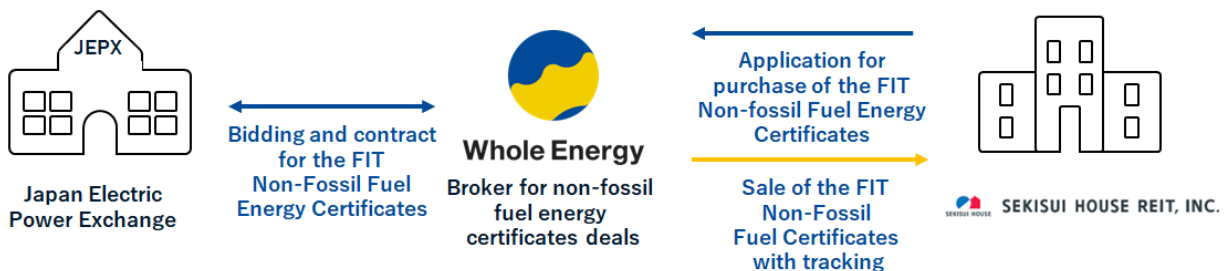 JEPX
Japan Electric
Power Exchange
Bidding and contract
for the FIT
Non-Fossil Fuel
Energy Certificates
Whole Energy
Broker for non-fossil
fuel energy
certificates deals
Application for
purchase of the FIT
Non-fossil Fuel Energy
Certificates
Sale of the FIT
Non-Fossil
Fuel Certificates
with tracking
SEKISUI HOUSE
SEKISUI HOUSE REIT, INC.